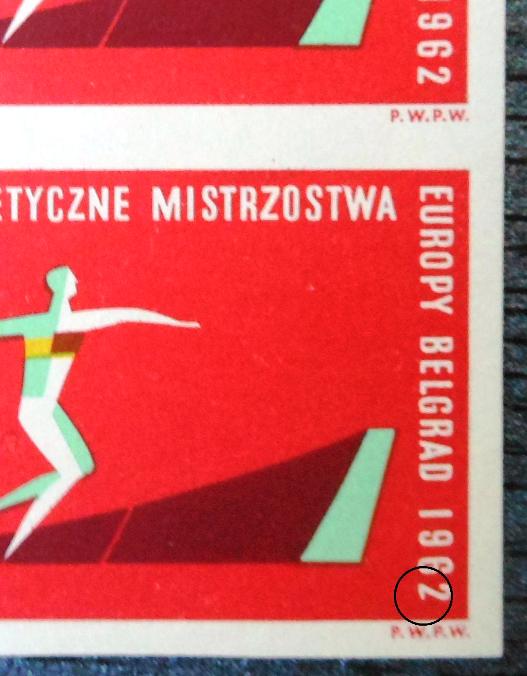 1962
P.W.P.W.
ETYCZNE MISTRZOSTWA
EUROPY BELGRAD 1962
P.W.P.W.